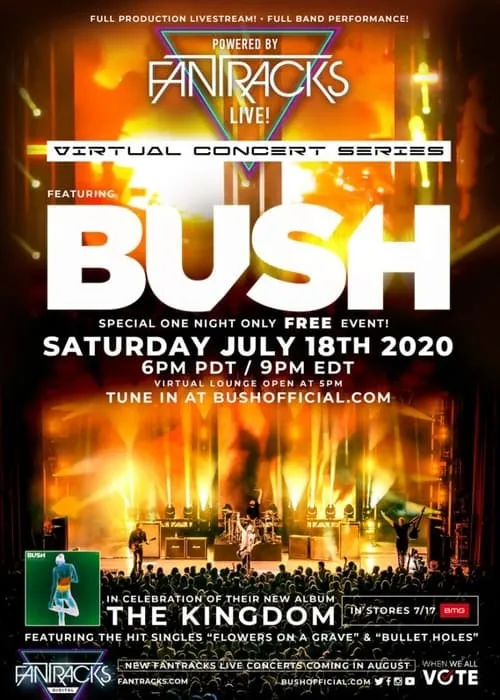 FULL PRODUCTION LIVESTREAM! • FULL BAND PERFORMANCE!
POWERED BY
FANTRACKS
LIVE!
VIRTUAL CONCERT SERIES
FEATURING
BUSH
SPECIAL ONE NIGHT ONLY FREE EVENT!
SATURDAY JULY 18TH 2020
6PM PDT / 9PM EDT
VIRTUAL LOUNGE OPEN AT 5PM
TUNE IN AT BUSHOFFICIAL.COM
BUSH
IN CELEBRATION OF THEIR NEW ALBUM
THE KINGDOM
IN STORES 7/17 BMG
FEATURING THE HIT SINGLES “FLOWERS ON A GRAVE” & “BULLET HOLES”
FANTRACKS
DIGITAL
NEW FANTRACKS LIVE CONCERTS COMING IN AUGUST
FANTRACKS.COM
BUSHOFFICIAL.COM
WHEN WE ALL
VOTE